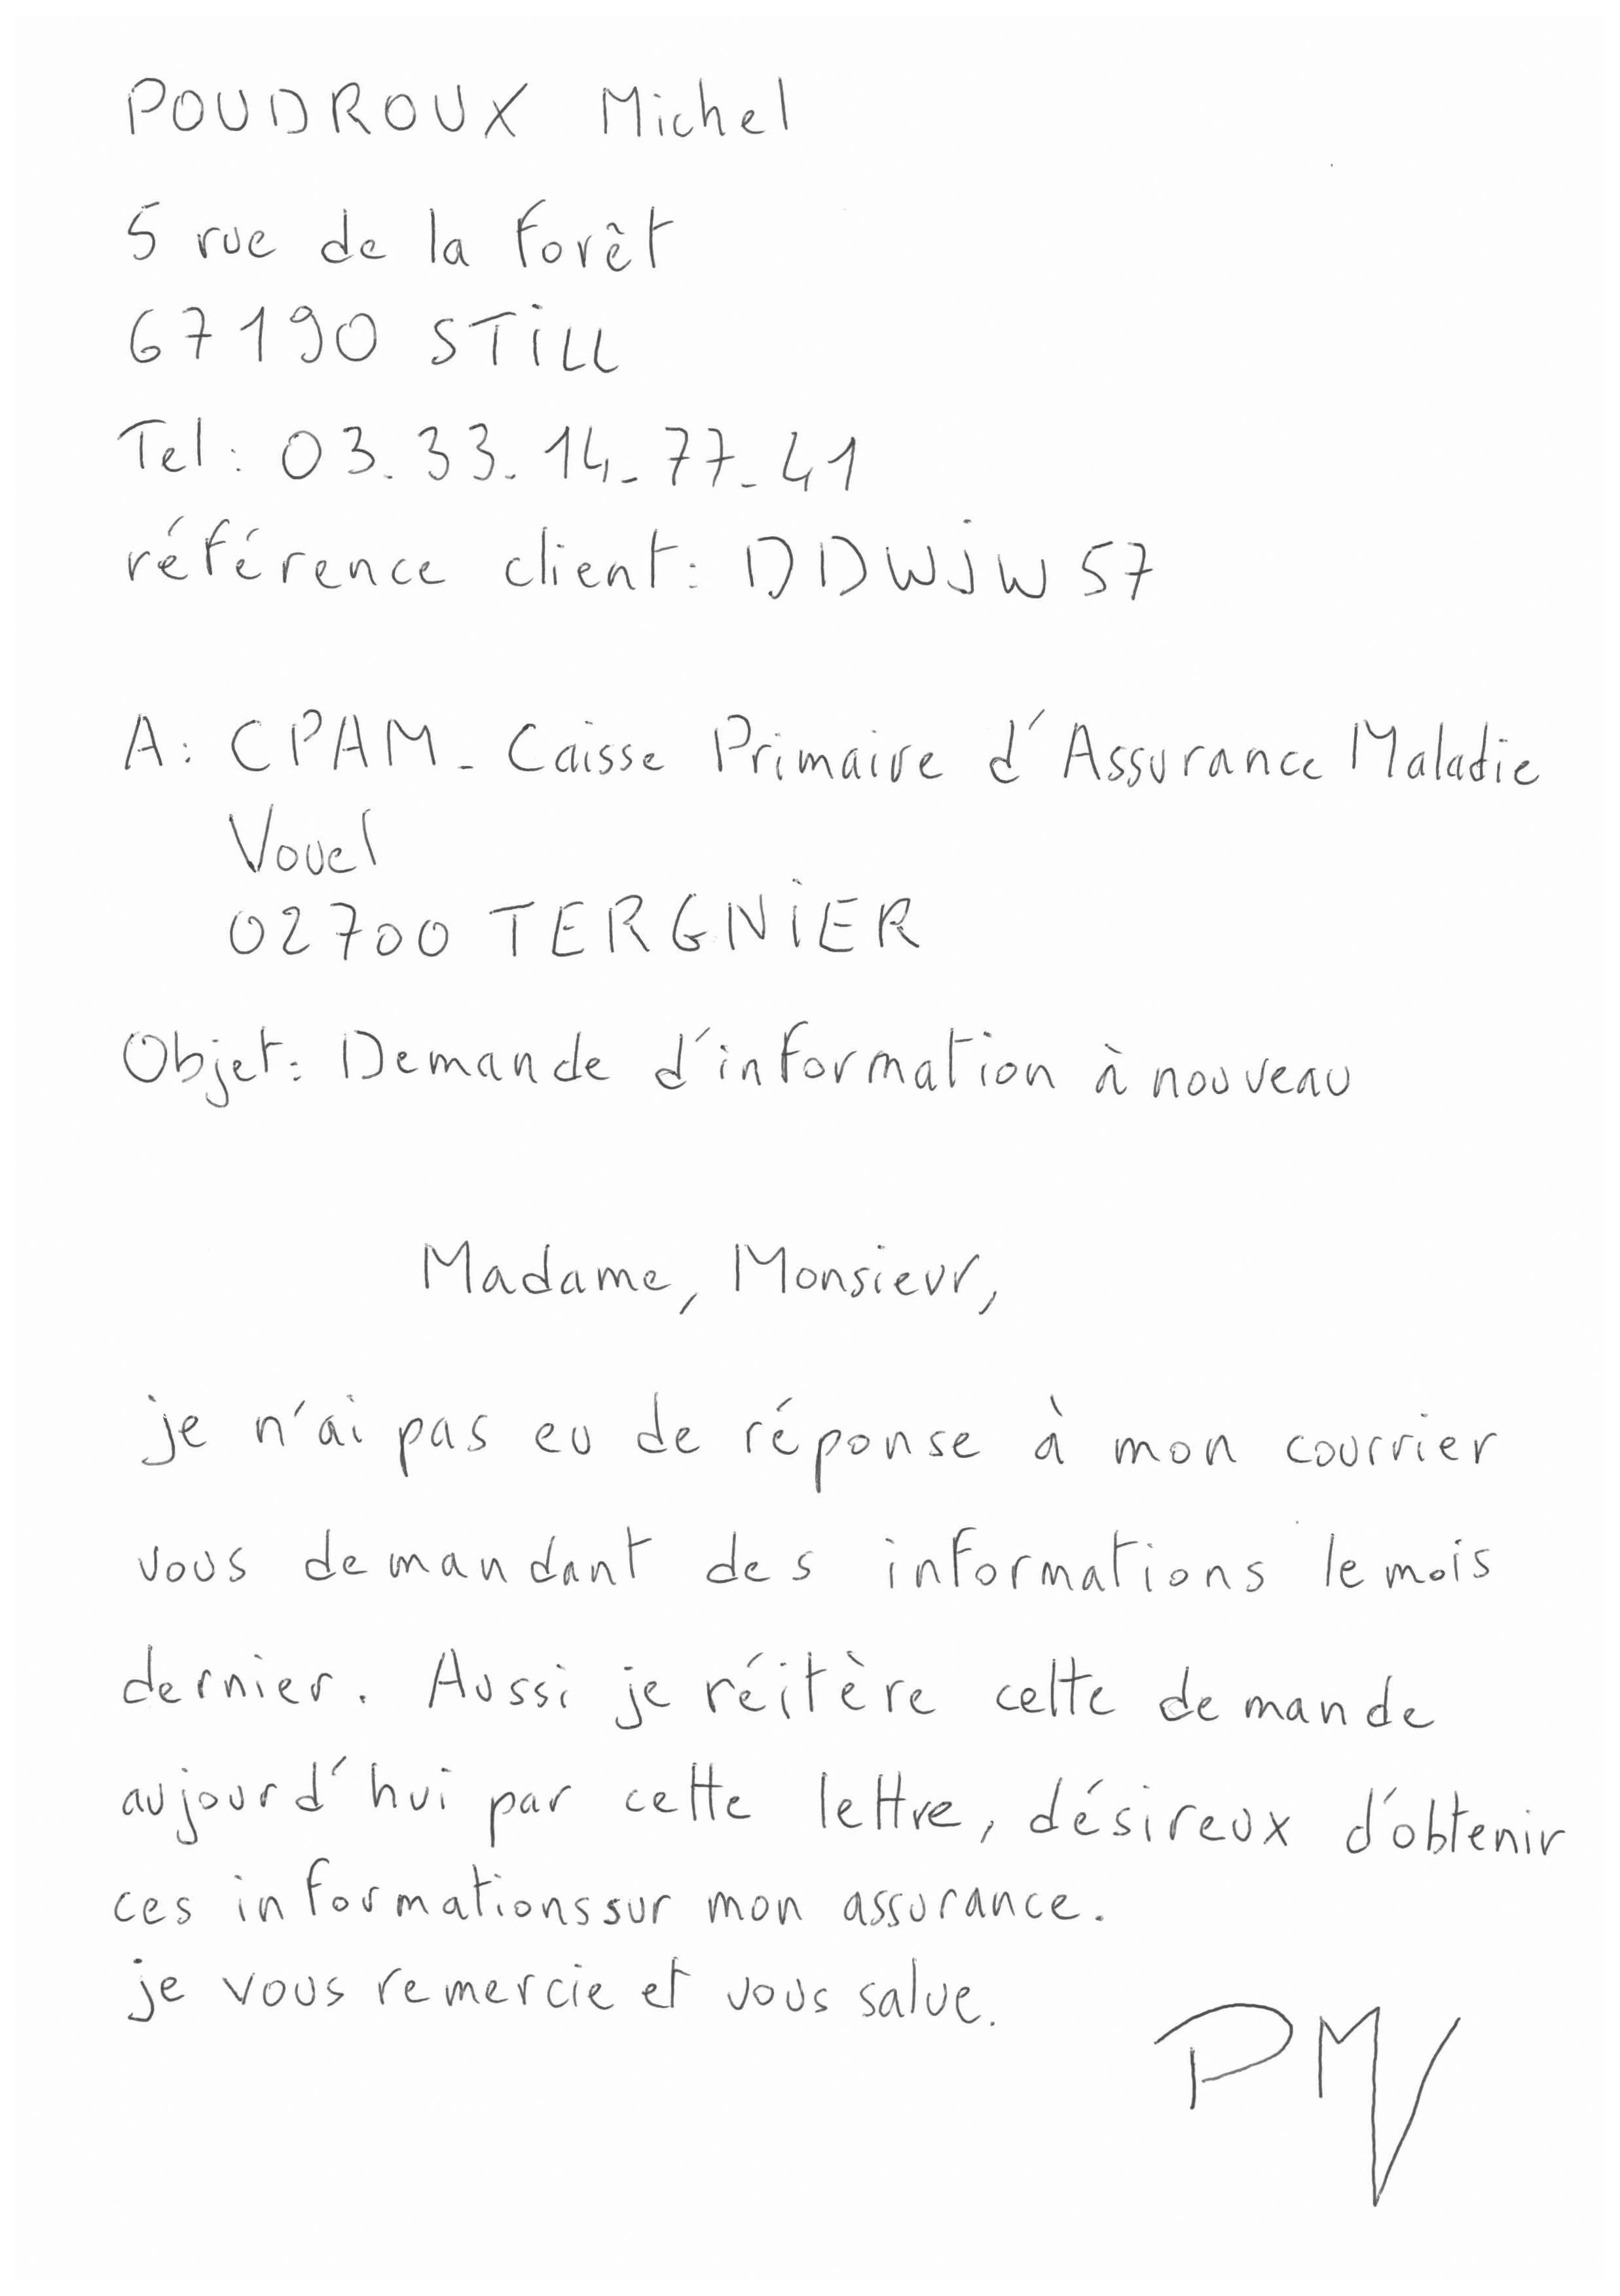 POUDROUX Michel
5 rue de la forêt
67190 STiLL
Tel: 03.33.14.77.41
référence client: DDWJW57
A: CPAM - Caisse Primaire d'Assurance Maladie
Vouel
02700 TERGNiER
Objet: Demande d'information à nouveau
Madame, Monsieur,
je n'ai pas eu de réponse à mon courrier
vous demandant des informations le mois
dernier. Aussi je réitère cette demande
aujourd'hui par cette lettre, désireux d'obtenir
ces informations sur mon assurance.
je vous remercie et vous salue.
PM